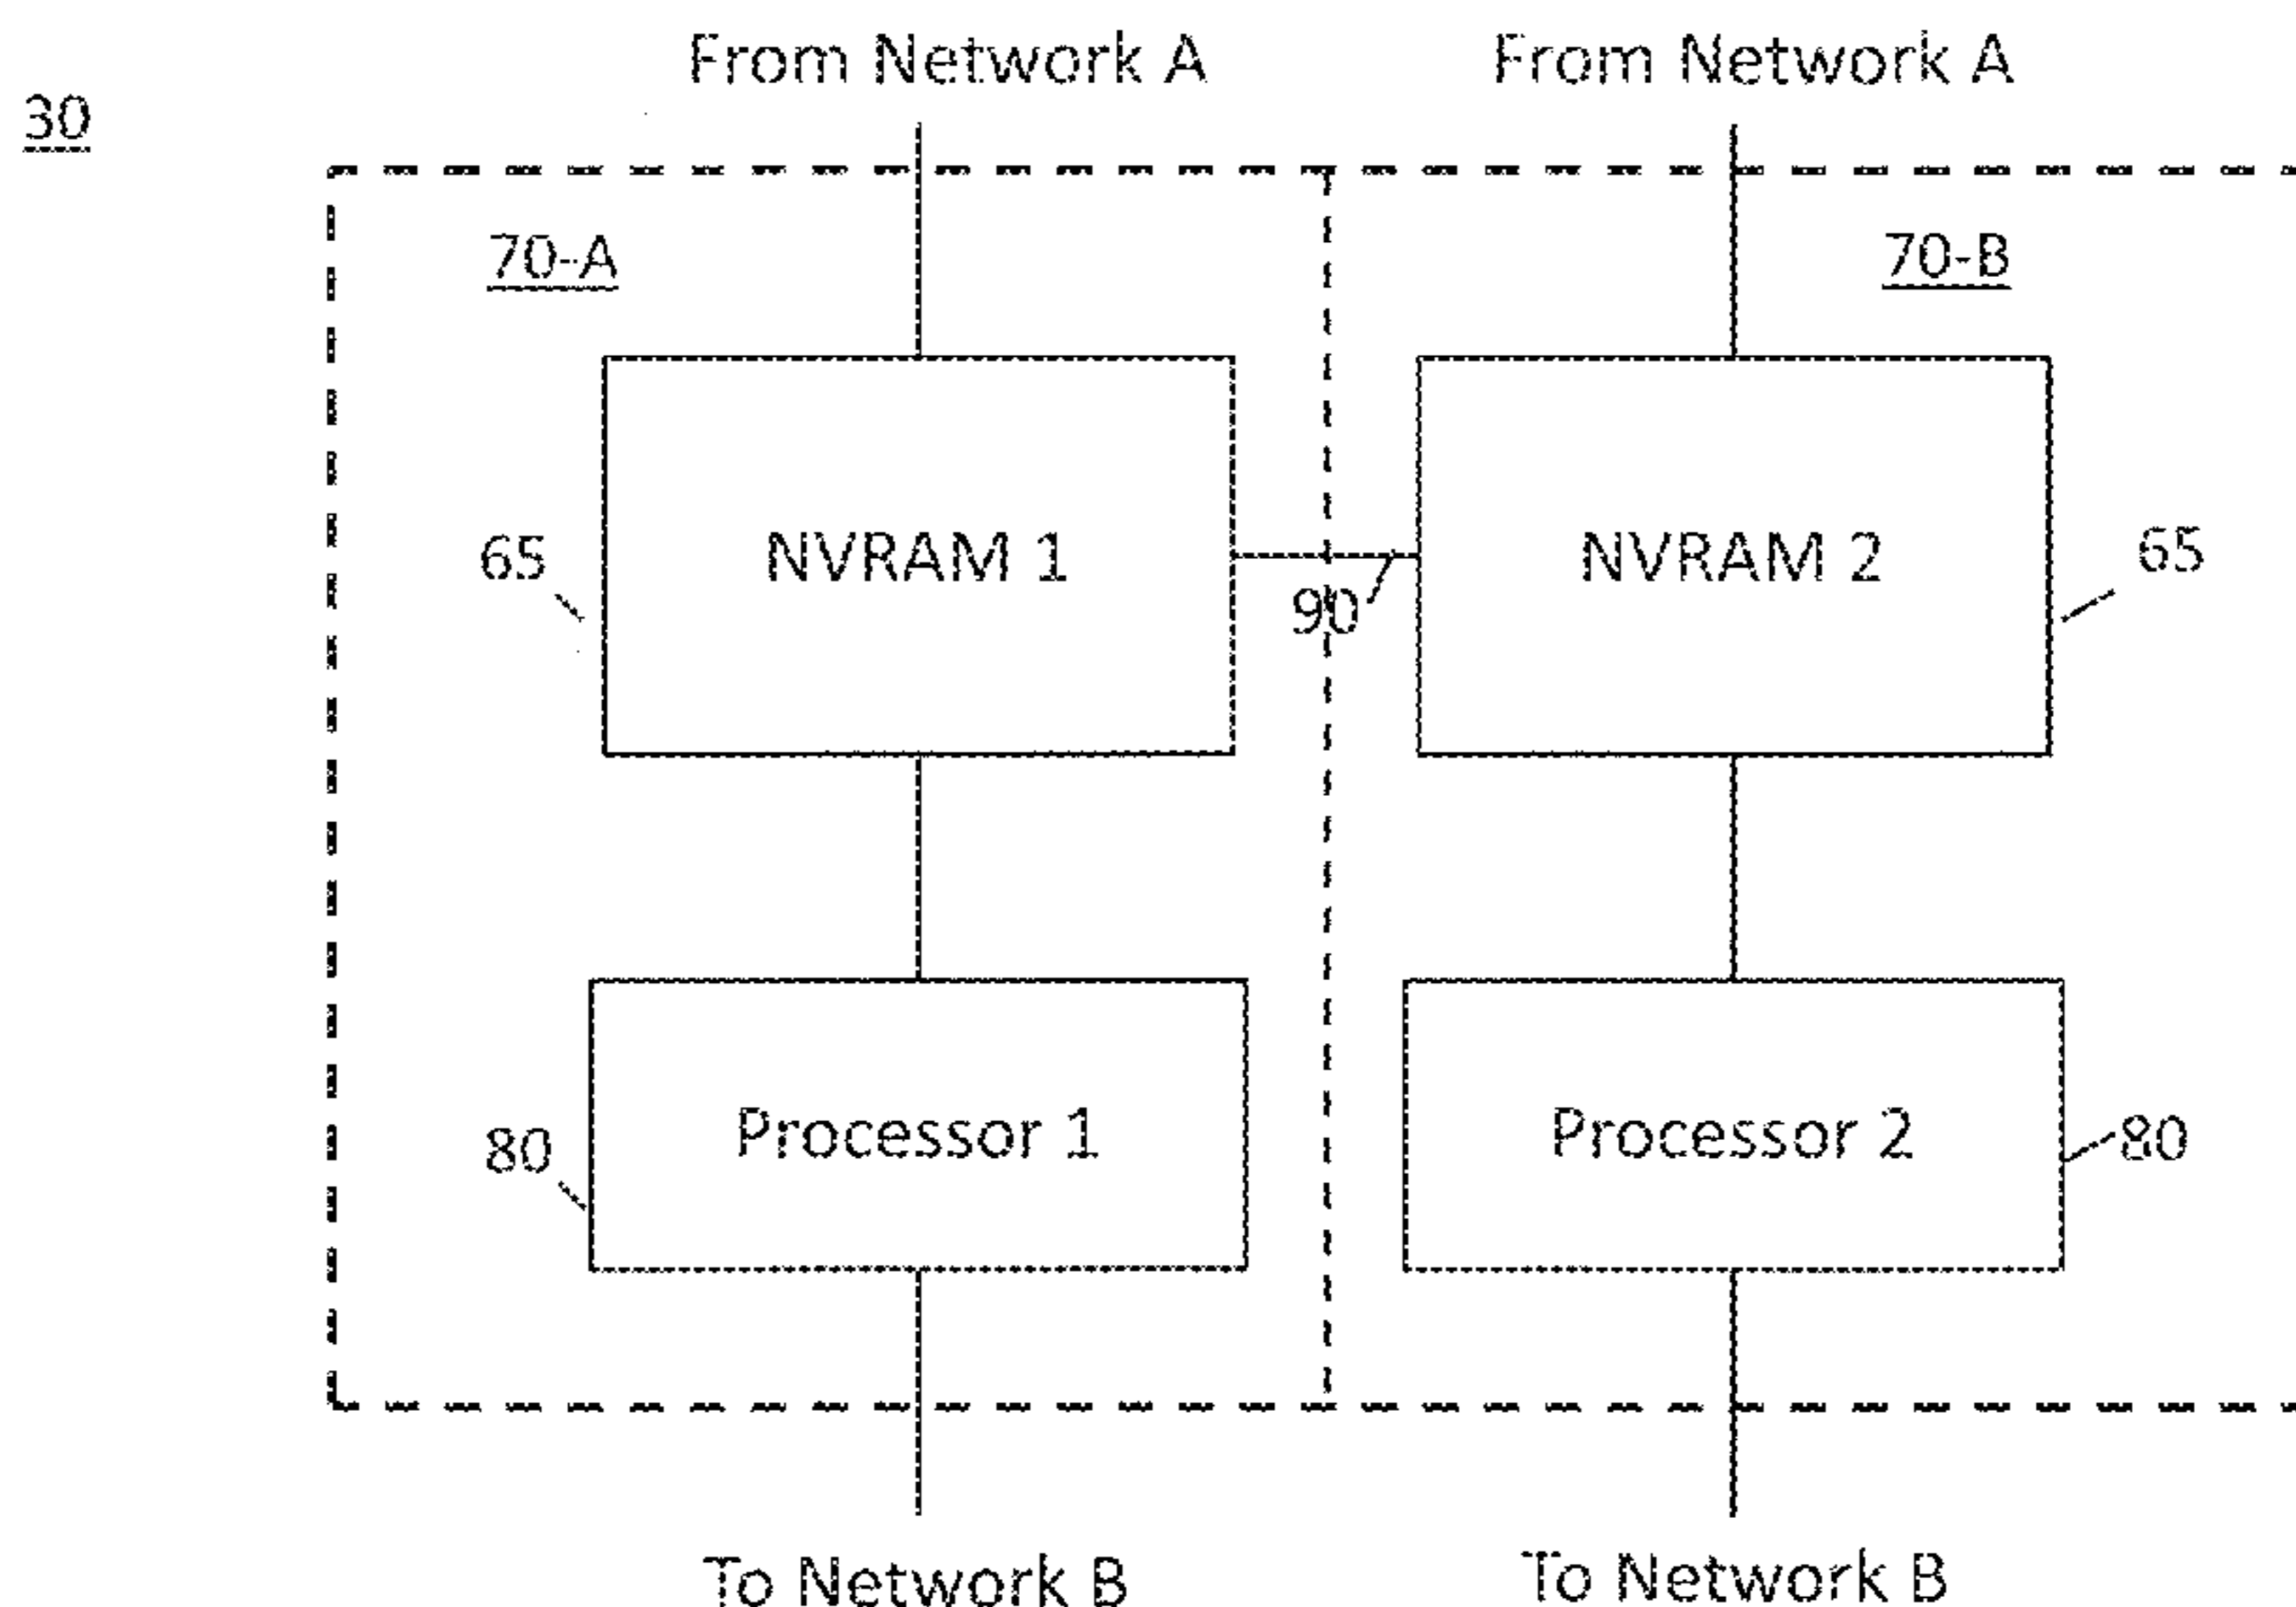 From Network A
From Network A
30
70-A
70-B
65
NVRAM 1
NVRAM 2
65
90
80
Processor 1
Processor 2
80
To Network B
To Network B